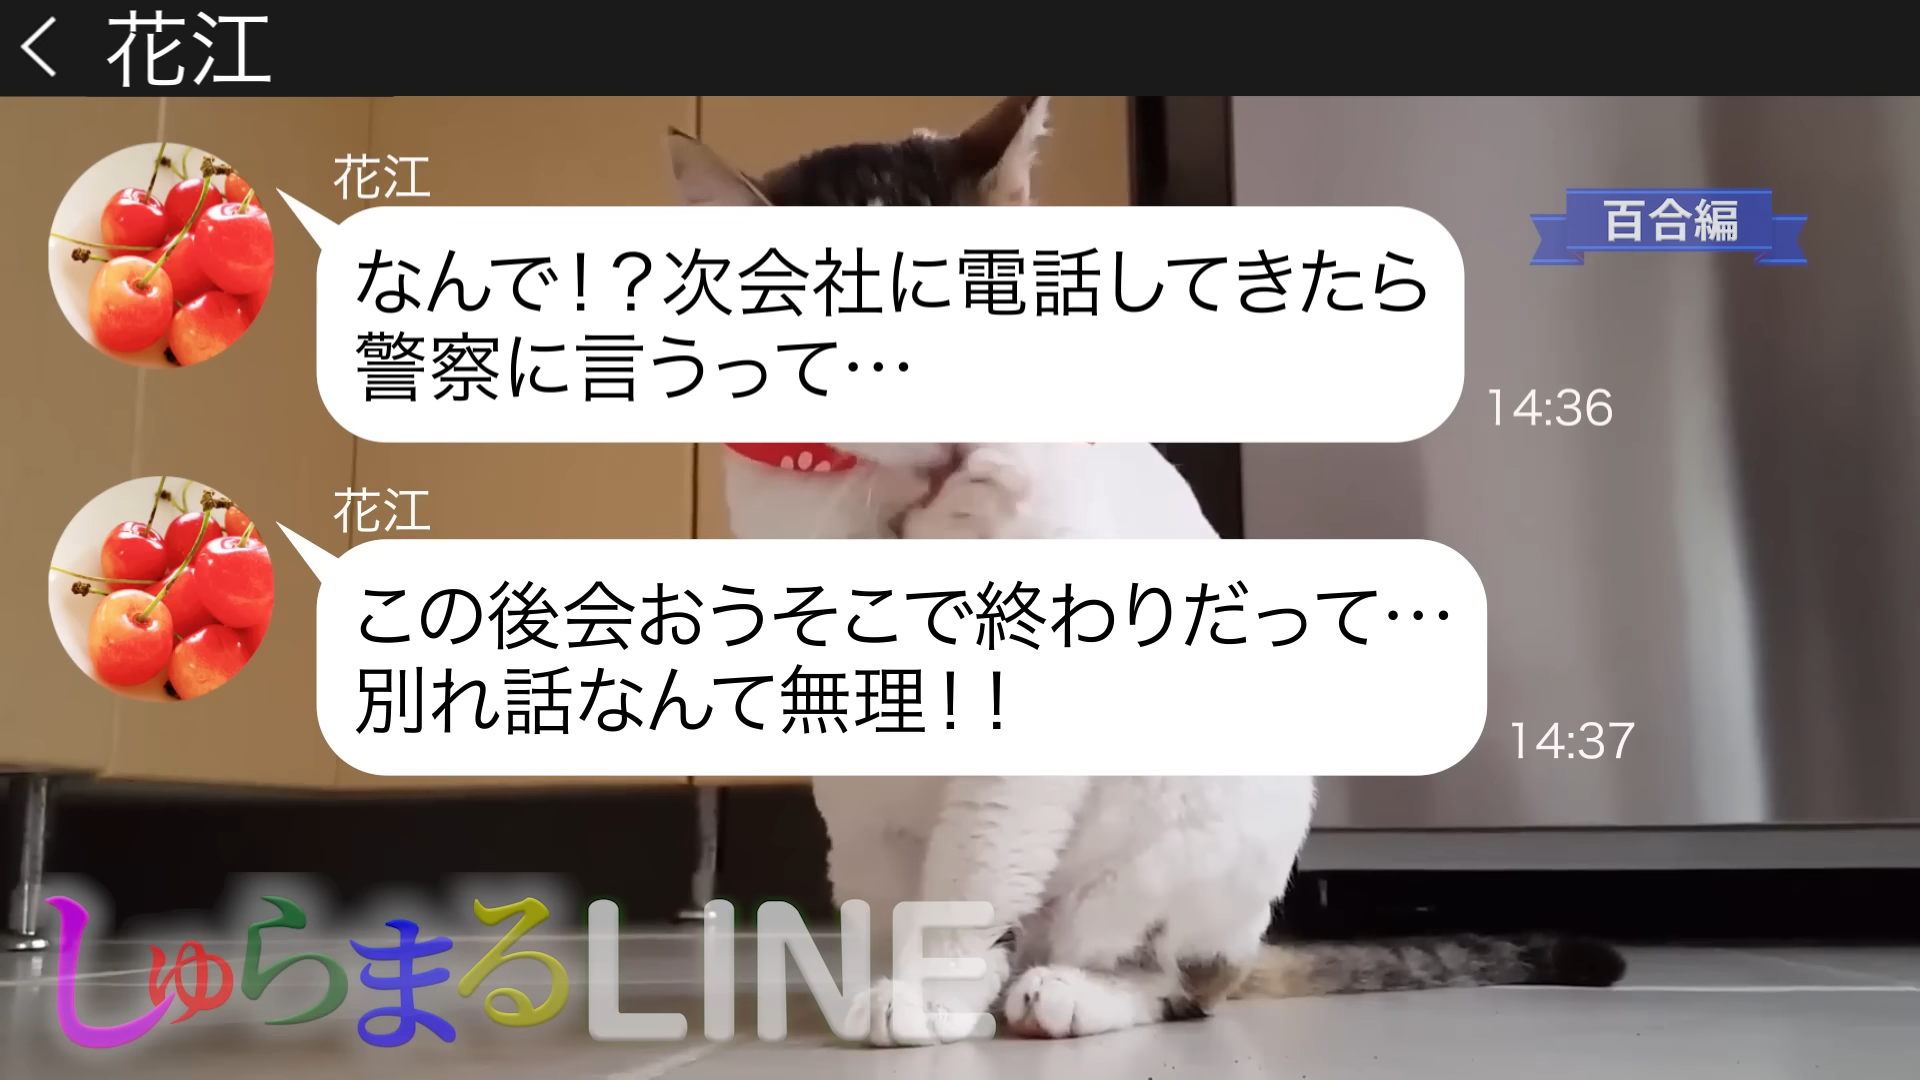 花江
花江
百合編
なんで！？次会社に電話してきたら
警察に言うって…
14:36
花江
この後会おうそこで終わりだって…
別れ話なんて無理！！
14:37
しゅらまるLINE